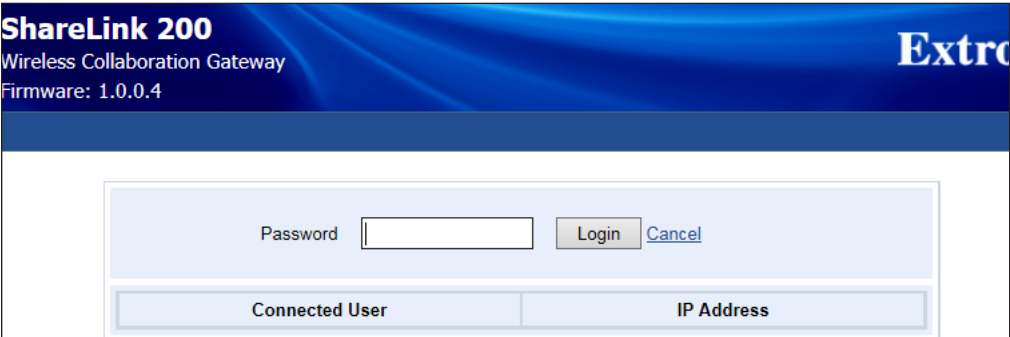 ShareLink 200
Wireless Collaboration Gateway
Extro
Firmware: 1.0.0.4
Password Login Cancel
Connected User IP Address